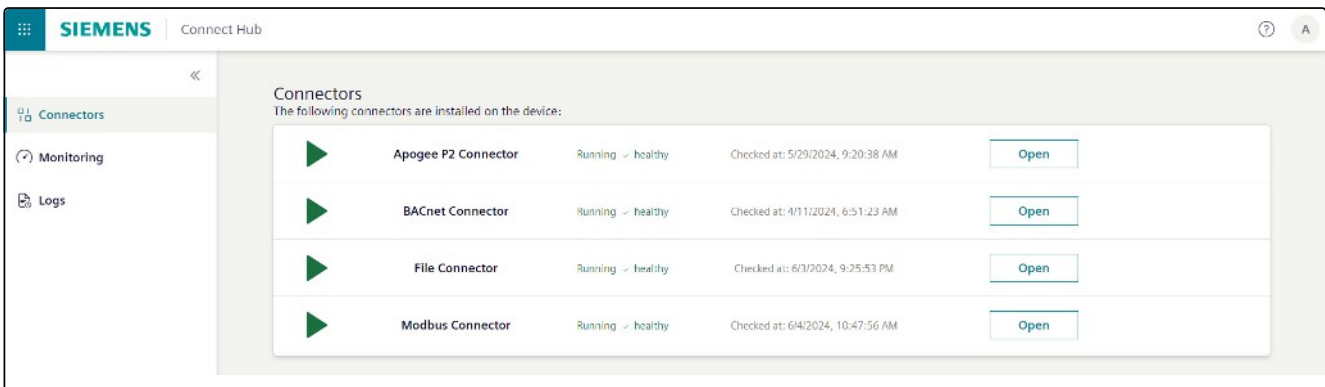 SIEMENS Connect Hub
A
Connectors
Monitoring
Logs
Connectors
The following connectors are installed on the device:
Apogee P2 Connector Running ✓ healthy Checked at: 5/29/2024, 9:20:38 AM Open
BACnet Connector Running ✓ healthy Checked at: 4/11/2024, 6:51:23 AM Open
File Connector Running ✓ healthy Checked at: 6/3/2024, 9:25:53 PM Open
Modbus Connector Running ✓ healthy Checked at: 6/4/2024, 10:47:56 AM Open